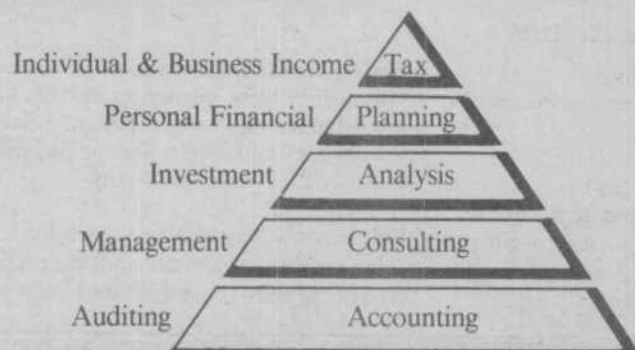 Individual & Business Income Tax
Personal Financial Planning
Investment Analysis
Management Consulting
Auditing Accounting